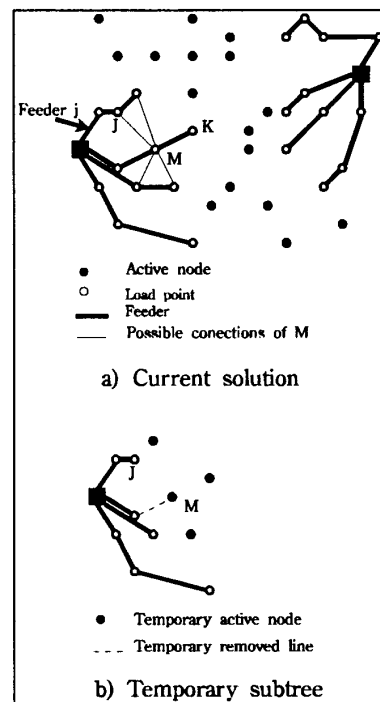 Feeder j
J
K
M
Active node
Load point
Feeder
Possible conections of M
a) Current solution
J
M
Temporary active node
Temporary removed line
b) Temporary subtree